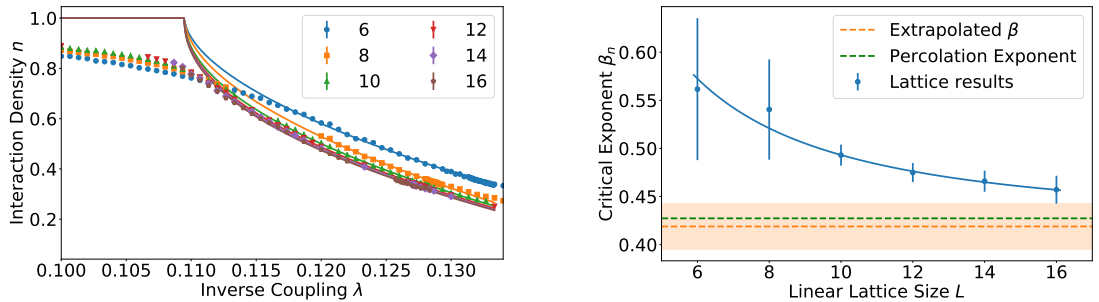 1.0
0.8
0.6
0.4
0.2
Interaction Density n
6
8
10
12
14
16
0.100 0.105 0.110 0.115 0.120 0.125 0.130
Inverse Coupling λ
0.60
0.55
0.50
0.45
0.40
Critical Exponent βn
Extrapolated β
Percolation Exponent
Lattice results
6 8 10 12 14 16
Linear Lattice Size L